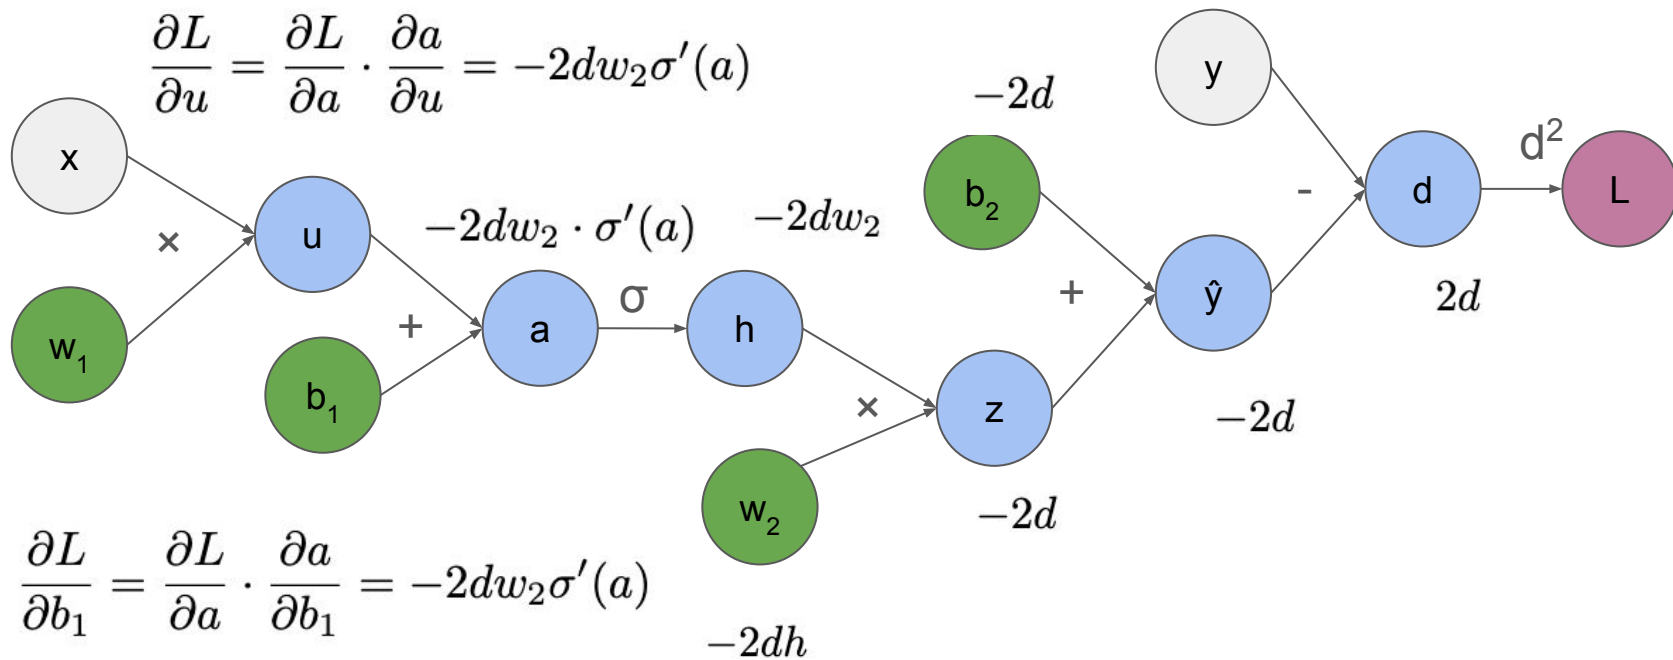 ∂L/∂u = ∂L/∂a · ∂a/∂u = −2dw₂σ′(a)
y
−2d
x
d²
b₂
d
L
-
−2dw₂ · σ′(a)
−2dw₂
u
×
σ
+
ŷ
2d
+
a
h
w₁
b₁
×
z
−2d
w₂
−2d
∂L/∂b₁ = ∂L/∂a · ∂a/∂b₁ = −2dw₂σ′(a)
−2dh